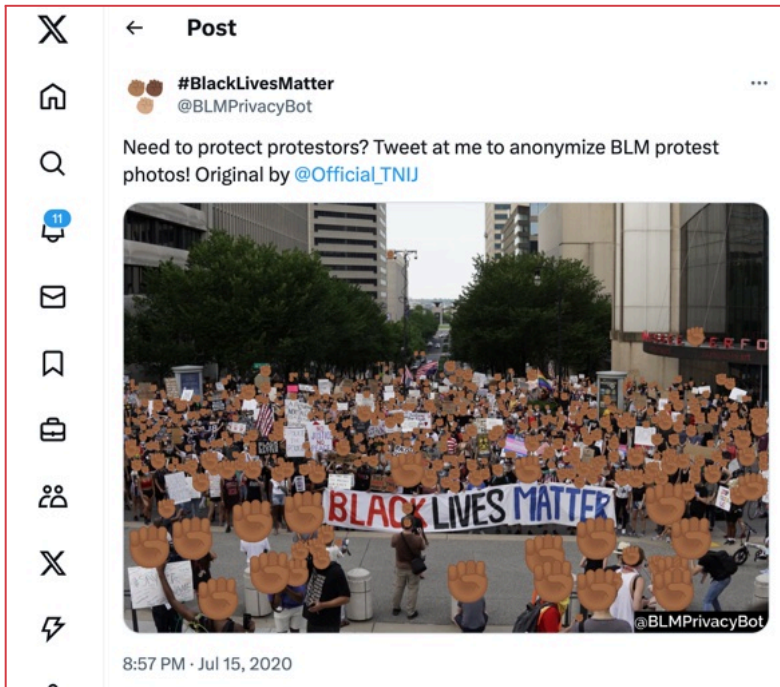 Post
#BlackLivesMatter
@BLMPrivacyBot
Need to protect protestors? Tweet at me to anonymize BLM protest
photos! Original by @Official_TNIJ
11
BLACK LIVES MATTER
@BLMPrivacyBot
8:57 PM · Jul 15, 2020